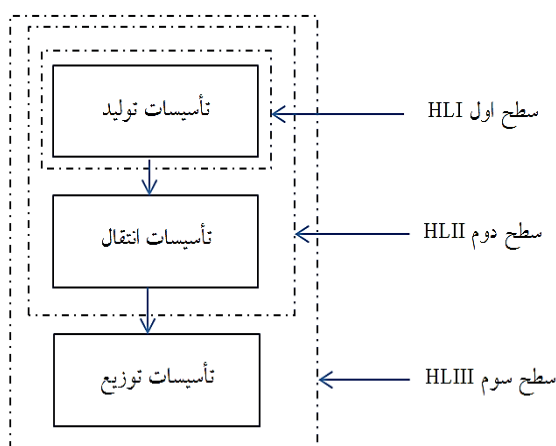 تأسیسات تولید
سطح اول HLI
تأسیسات انتقال
سطح دوم HLII
تأسیسات توزیع
سطح سوم HLIII